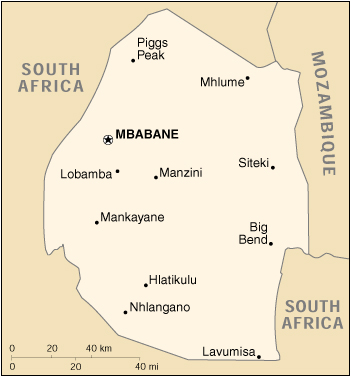 Piggs
Peak
SOUTH
AFRICA
Mhlume
MOZAMBIQUE
MBABANE
Siteki
Lobamba
Manzini
Mankayane
Big
Bend
Hlatikulu
SOUTH
AFRICA
Nhlangano
0 20 40 km
Lavumisa
0 20 40 mi